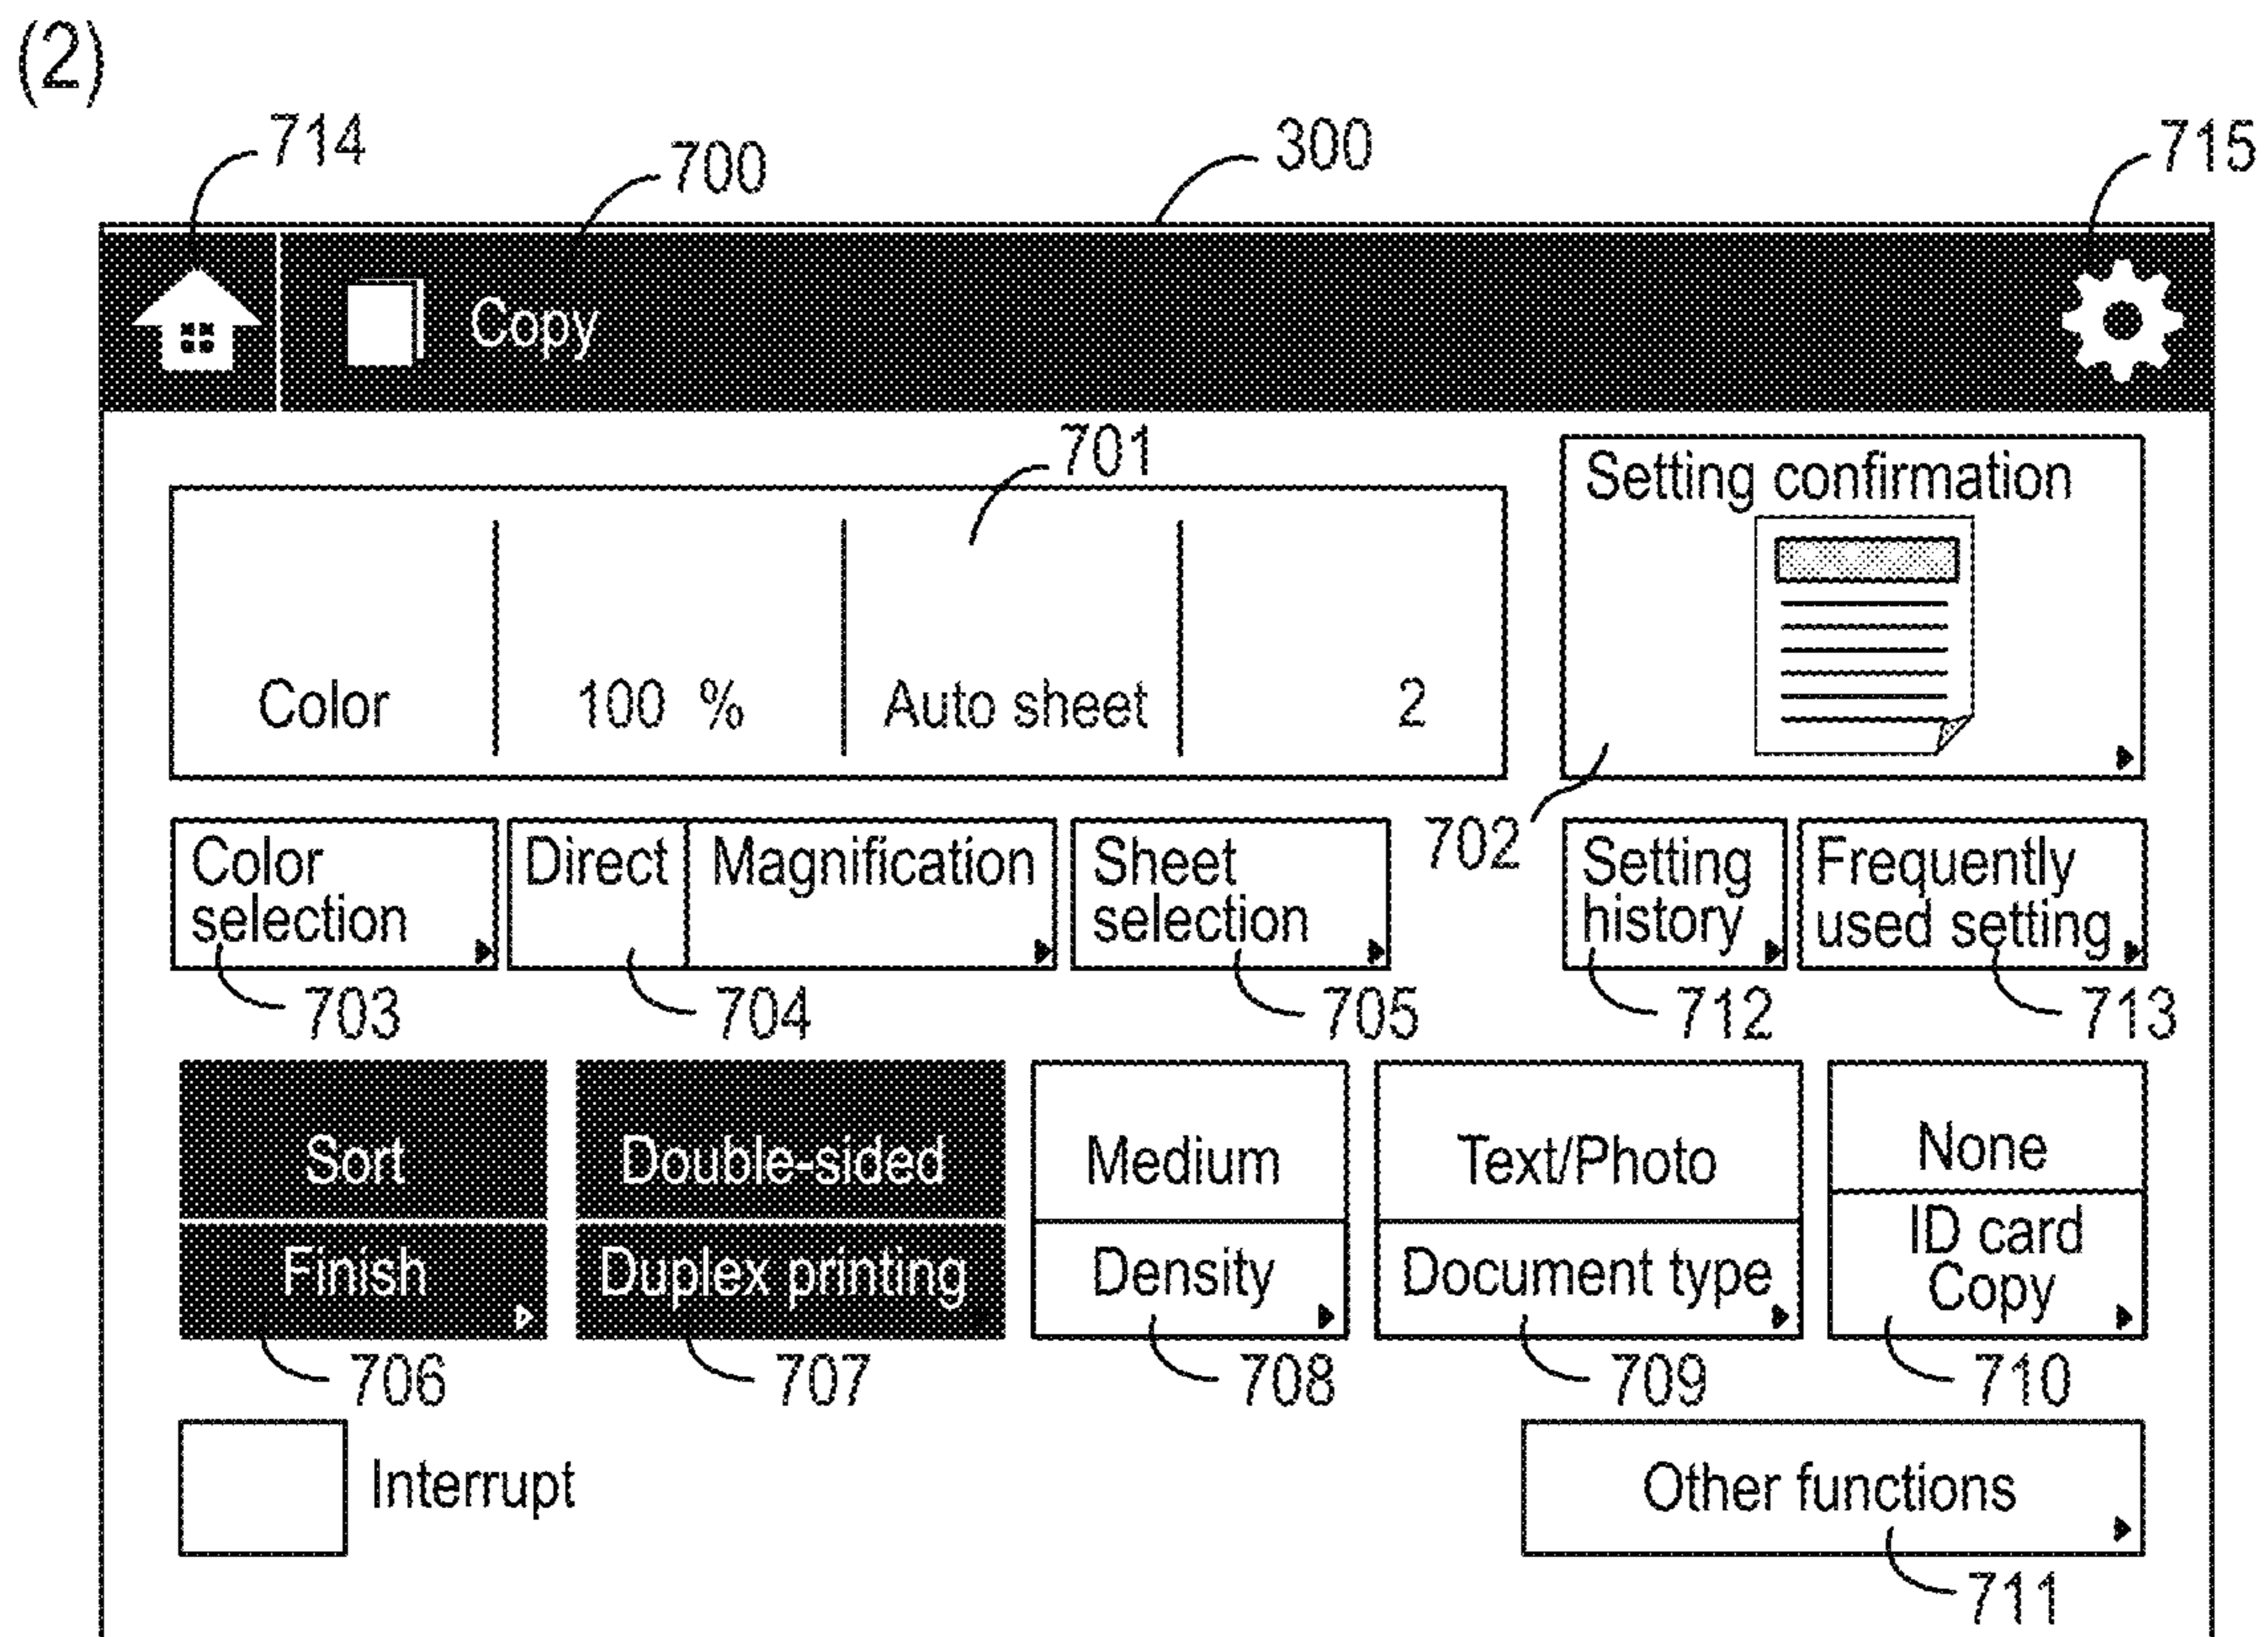 (2)
714
700
300
715
Copy
701
Setting confirmation
Color
100 %
Auto sheet
2
702
Color
selection
Direct
Magnification
Sheet
selection
Setting
history
Frequently
used setting
703
704
705
712
713
Sort
Double-sided
Medium
Text/Photo
None
Finish
Duplex printing
Density
Document type
ID card
Copy
706
707
708
709
710
Interrupt
Other functions
711